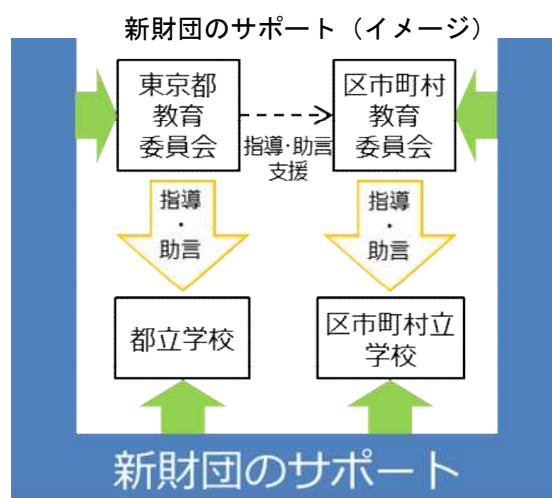 新財団のサポート（イメージ）
東京都
教育
委員会
指導･助言
支援
区市町村
教育
委員会
指導
・
助言
指導
・
助言
都立学校
区市町村立
学校
新財団のサポート